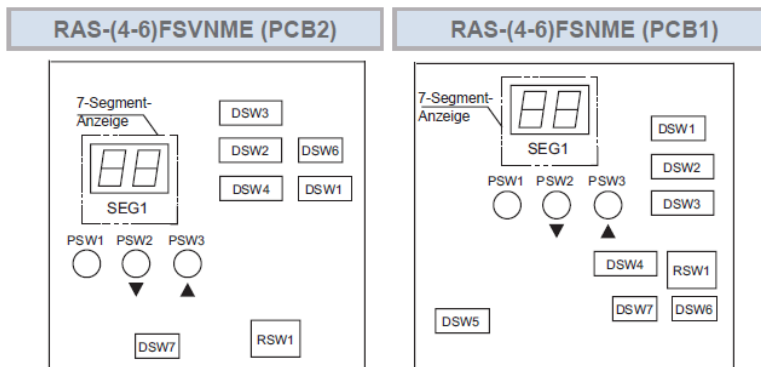 RAS-(4-6)FSVNME (PCB2)
7-Segment-
Anzeige
SEG1
DSW3
DSW2 DSW6
DSW4 DSW1
PSW1 PSW2 PSW3
▼ ▲
DSW7
RSW1
RAS-(4-6)FSNME (PCB1)
7-Segment-
Anzeige
SEG1
DSW1
DSW2
DSW3
PSW1 PSW2 PSW3
▼ ▲
DSW4 RSW1
DSW7 DSW6
DSW5